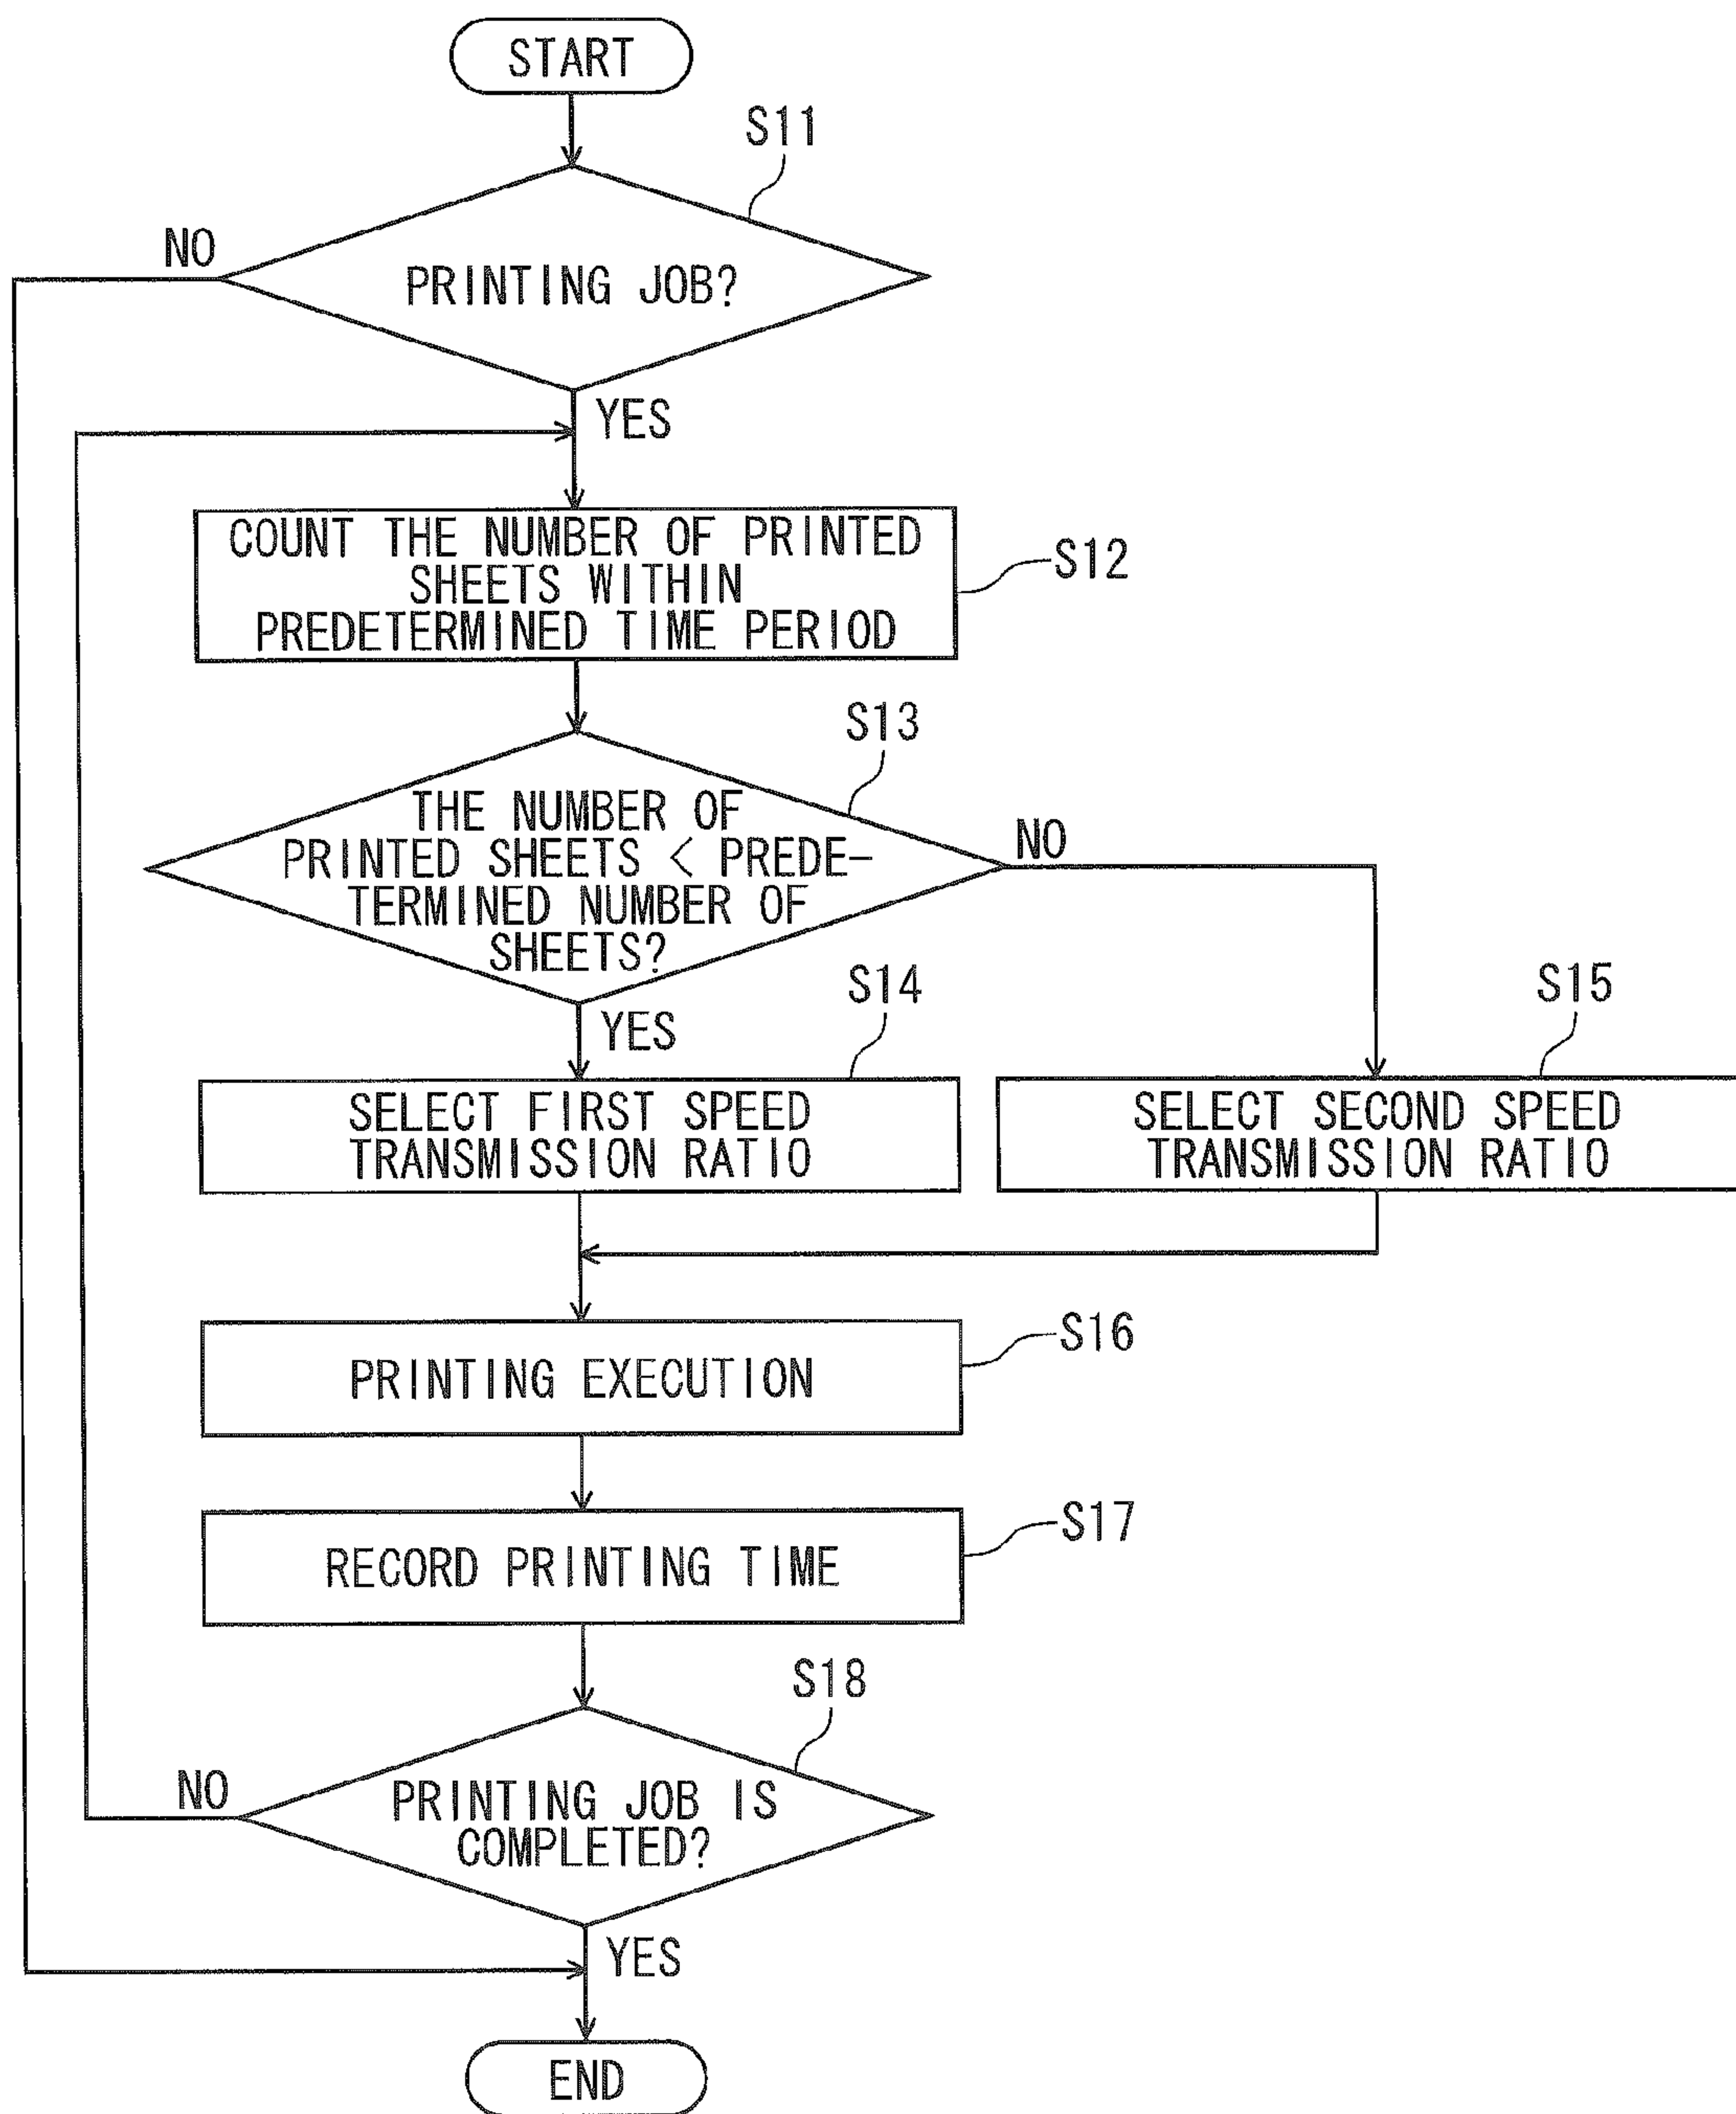 START
S11
NO
PRINTING JOB?
YES
COUNT THE NUMBER OF PRINTED
SHEETS WITHIN
PREDETERMINED TIME PERIOD
S12
S13
THE NUMBER OF
PRINTED SHEETS < PREDE-
TERMINED NUMBER OF
SHEETS?
NO
YES
S14
S15
SELECT FIRST SPEED
TRANSMISSION RATIO
SELECT SECOND SPEED
TRANSMISSION RATIO
PRINTING EXECUTION
S16
RECORD PRINTING TIME
S17
S18
NO
PRINTING JOB IS
COMPLETED?
YES
END